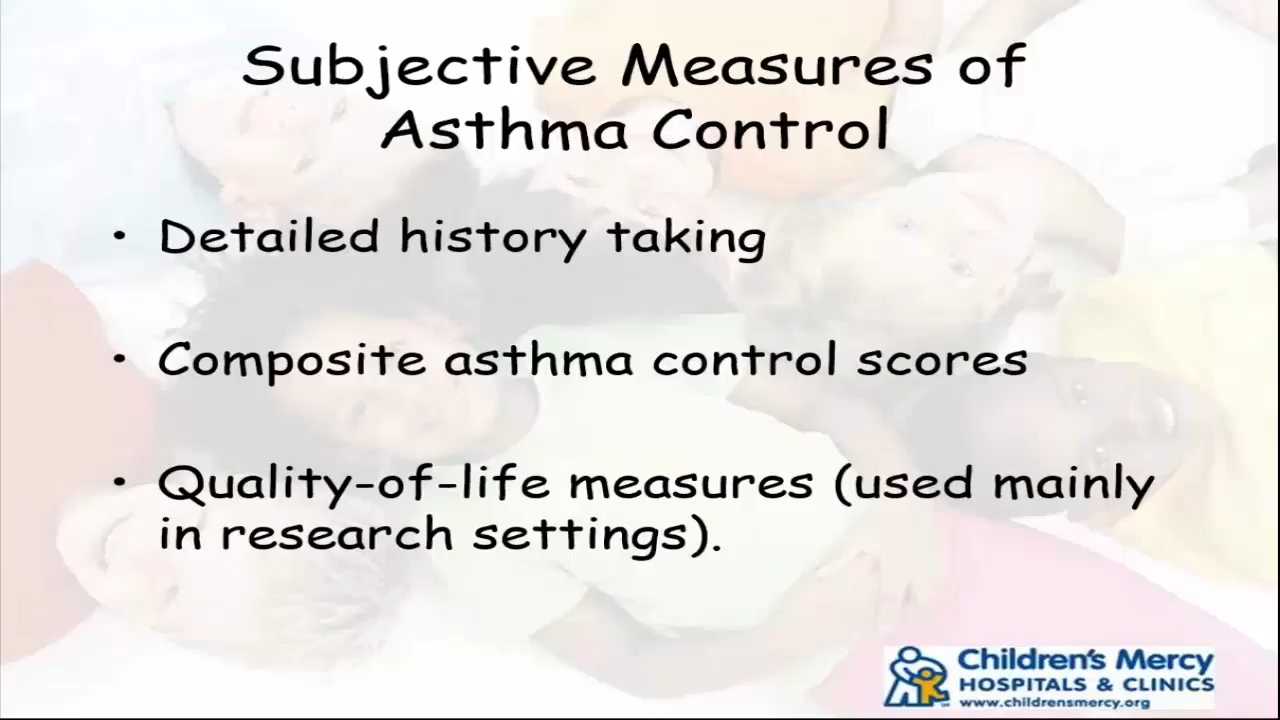 Subjective Measures of
Asthma Control
• Detailed history taking
• Composite asthma control scores
• Quality-of-life measures (used mainly
in research settings).
Children's Mercy
HOSPITALS & CLINICS
www.childrensmercy.org